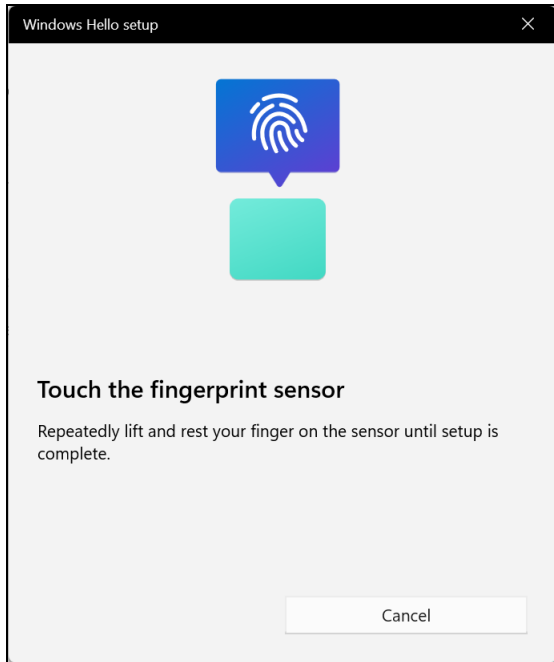 Windows Hello setup
Touch the fingerprint sensor
Repeatedly lift and rest your finger on the sensor until setup is
complete.
Cancel